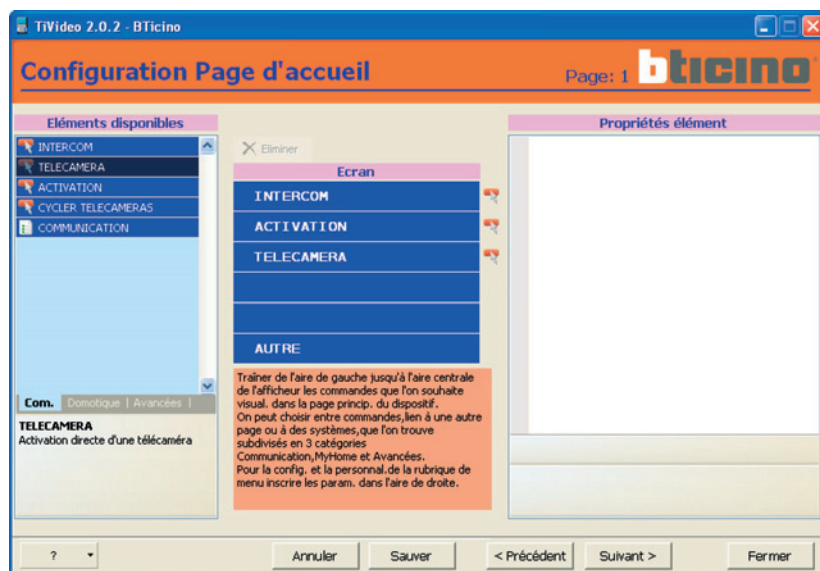 TiVideo 2.0.2 - BTicino
Configuration Page d'accueil
Page: 1
bticino
Eléments disponibles
INTERCOM
TELECAMERA
ACTIVATION
CYCLER TELECAMERAS
COMMUNICATION
Com. Domotique | Avancées |
TELECAMERA
Activation directe d'une télécaméra
Eliminer
Ecran
INTERCOM
ACTIVATION
TELECAMERA
AUTRE
Traîner de l'aire de gauche jusqu'à l'aire centrale
de l'afficheur les commandes que l'on souhaite
visual. dans la page princip. du dispositif.
On peut choisir entre commandes,lien à une autre
page ou à des systèmes,que l'on trouve
subdivisés en 3 catégories
Communication,MyHome et Avancées.
Pour la config. et la personnal.de la rubrique de
menu inscrire les param. dans l'aire de droite.
Propriétés élément
?
Annuler
Sauver
< Précédent
Suivant >
Fermer